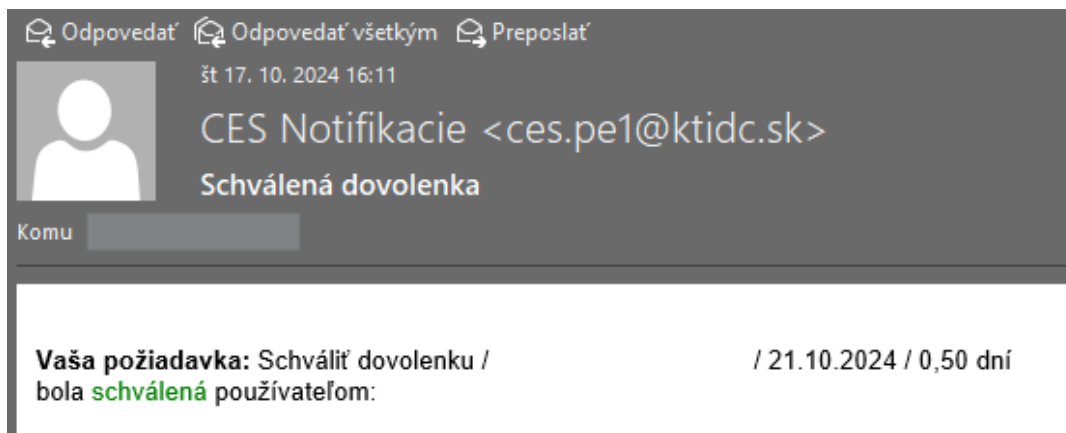 Odpovedať Odpovedať všetkým Preposlať
št 17. 10. 2024 16:11
CES Notifikacie <ces.pe1@ktidc.sk>
Schválená dovolenka
Komu
Vaša požiadavka: Schváliť dovolenku / / 21.10.2024 / 0,50 dní
bola schválená používateľom: